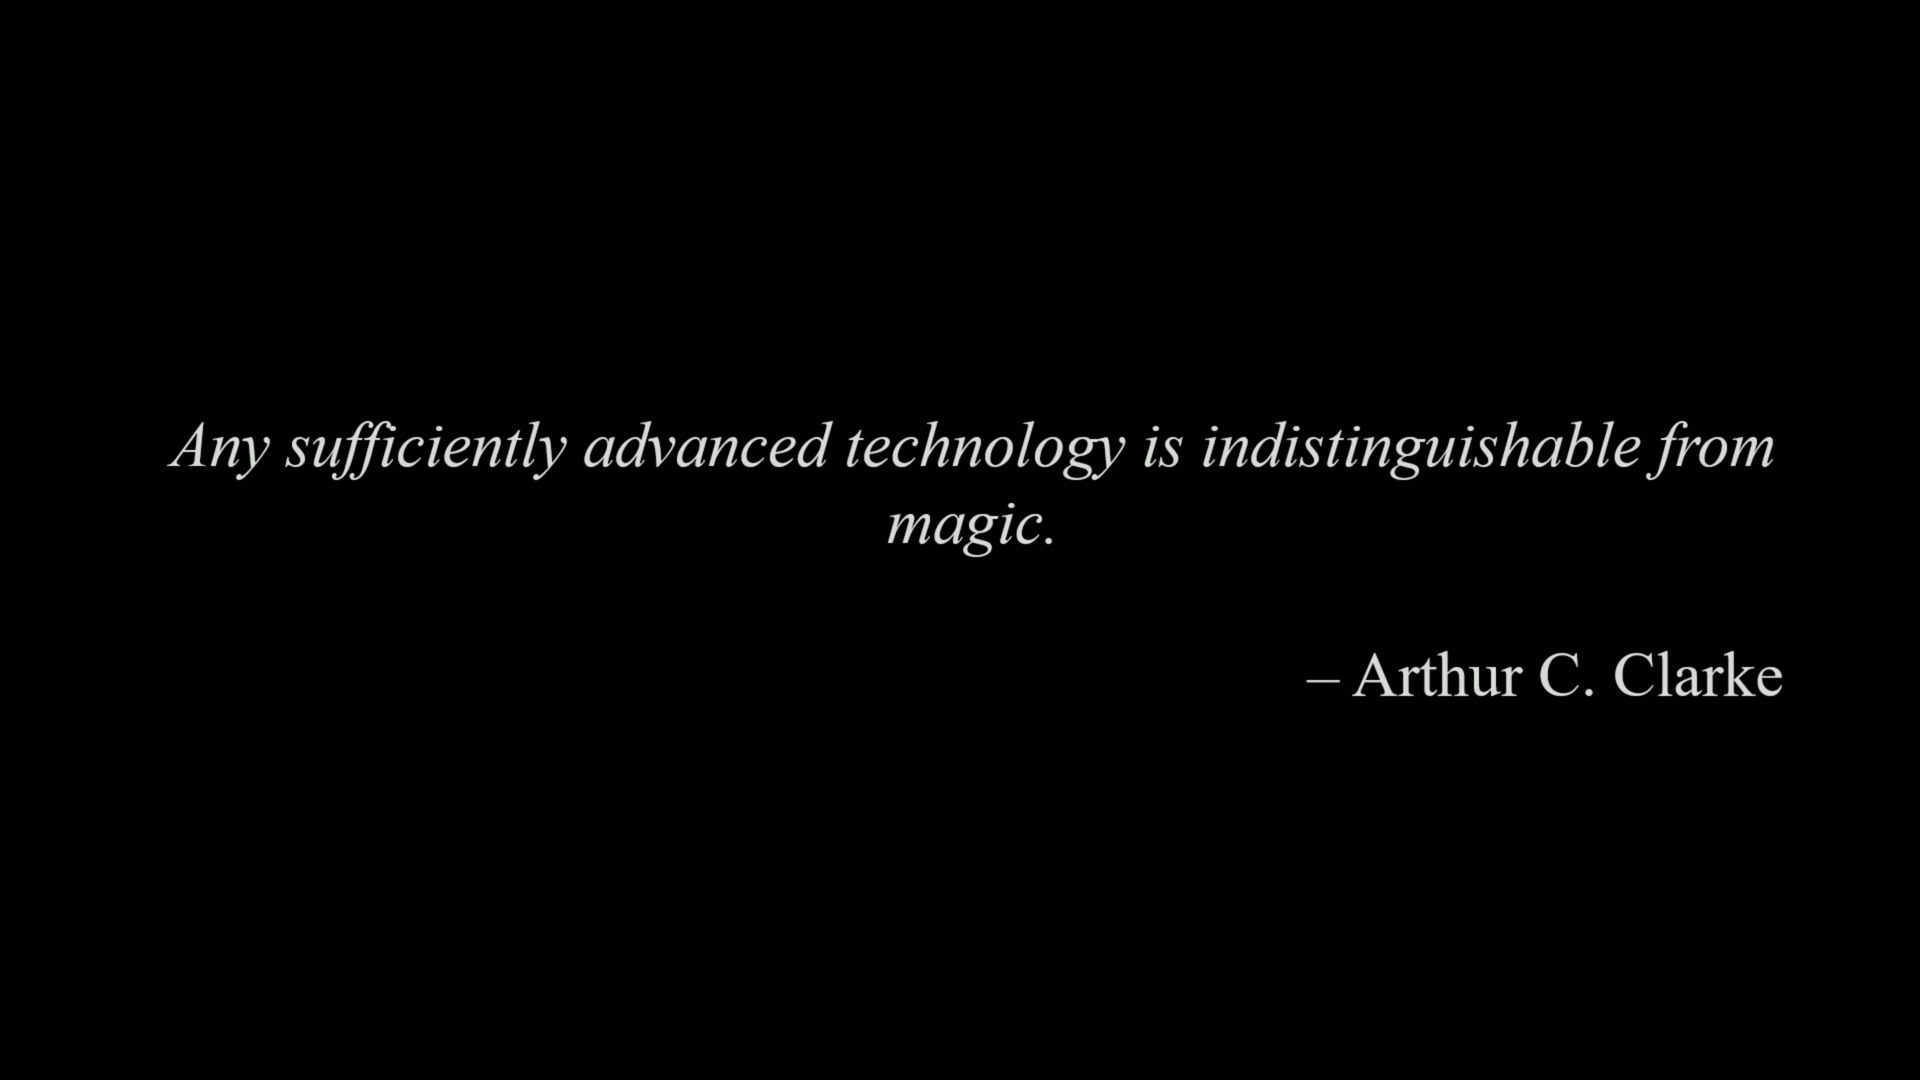 Any sufficiently advanced technology is indistinguishable from
magic.
– Arthur C. Clarke